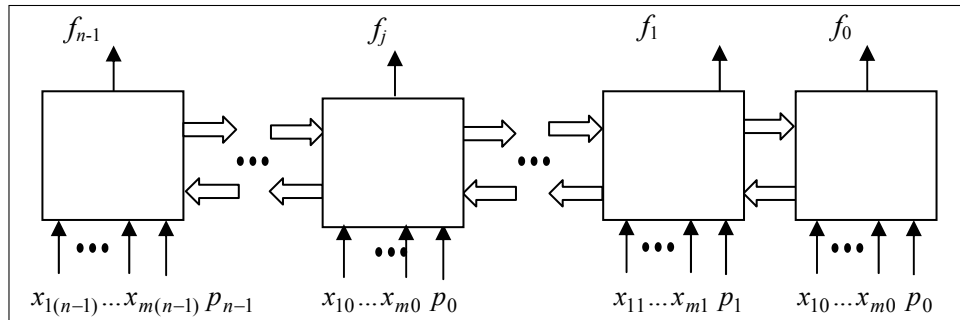 f_{n-1} f_j f_1 f_0
x_{1(n-1)}...x_{m(n-1)} p_{n-1} x_{10}...x_{m0} p_0 x_{11}...x_{m1} p_1 x_{10}...x_{m0} p_0